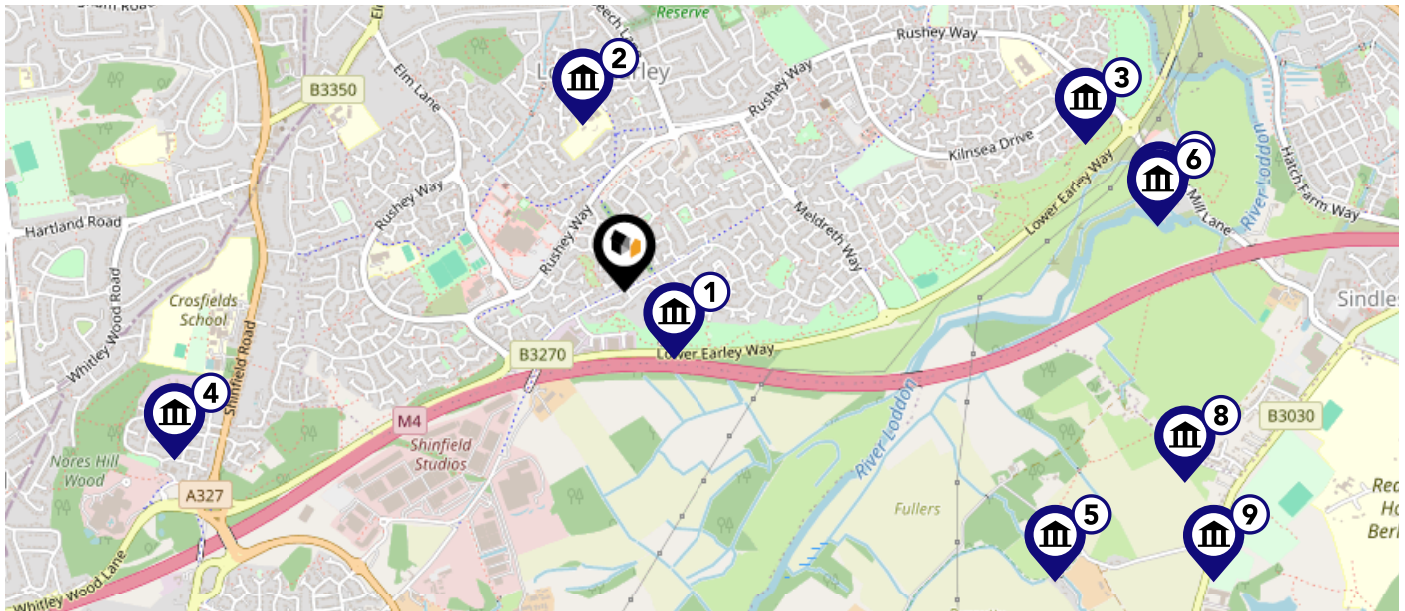 Reserve
Rushey Way
2
B3350
Elm Lane
Rushey Way
3
Kilnsea Drive
6
Hatch Farm Way
River Loddon
Mill Lane
Lower Earley Way
Meldreth Way
Rushey Way
Rushey Way
Hartland Road
Crosfields
School
Whitley Wood Road
Shinfield Road
1
Lower Earley Way
B3270
Sindles
4
M4
Shinfield
Studios
Nores Hill
Wood
A327
River Loddon
8
B3030
Fullers
5
9
Whitley Wood Lane